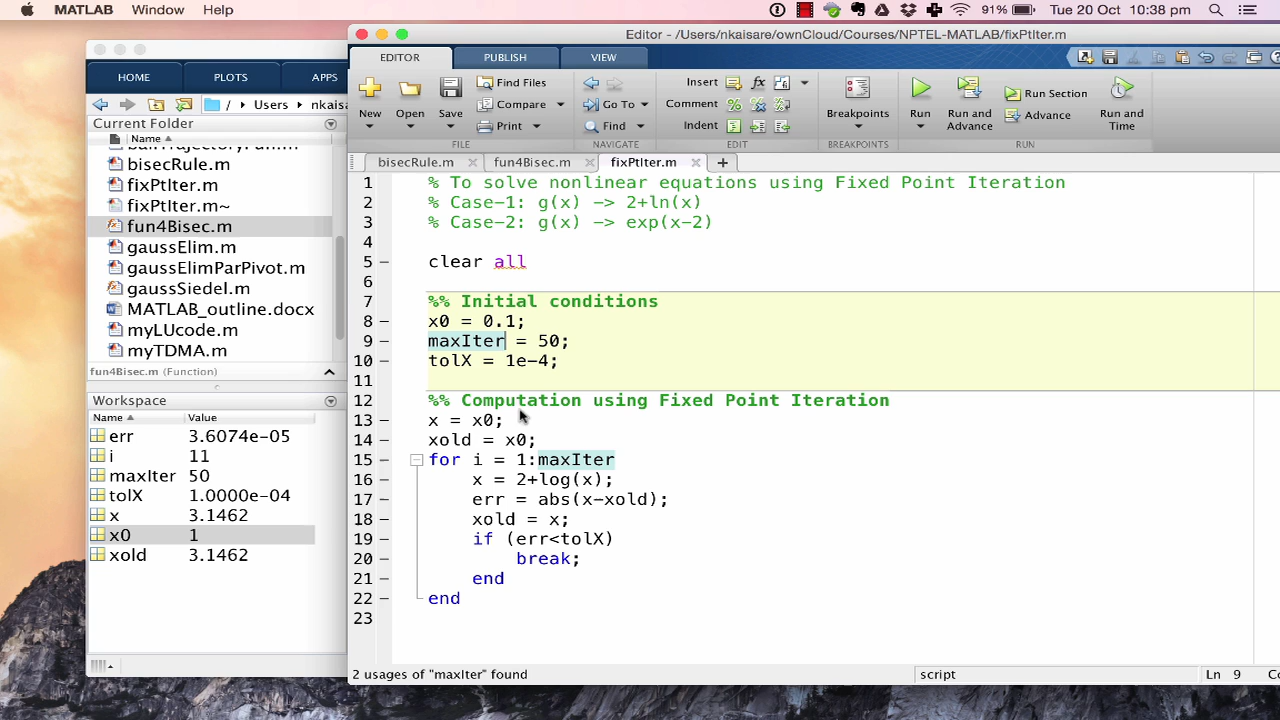 MATLAB Window Help 91% Tue 20 Oct 10:38 pm
Editor - /Users/nkaisare/ownCloud/Courses/NPTEL-MATLAB/fixPtIter.m
HOME PLOTS APPS
EDITOR PUBLISH VIEW
/ ▸ Users ▸ nkaisa
Current Folder
Name
bisecRule.m
fixPtIter.m
fixPtIter.m~
fun4Bisec.m
gaussElim.m
gaussElimParPivot.m
gaussSiedel.m
MATLAB_outline.docx
myLUcode.m
myTDMA.m
fun4Bisec.m (Function)
Workspace
Name Value
err 3.6074e-05
i 11
maxIter 50
tolX 1.0000e-04
x 3.1462
x0 1
xold 3.1462
New Open Save
Find Files
Compare
Print
FILE
Go To
Find
NAVIGATE
Insert
Comment
Indent
EDIT
Breakpoints
BREAKPOINTS
Run
Run and Advance
Run Section
Advance
Run and Time
RUN
bisecRule.m fun4Bisec.m fixPtIter.m
1 % To solve nonlinear equations using Fixed Point Iteration
2 % Case-1: g(x) -> 2+ln(x)
3 % Case-2: g(x) -> exp(x-2)
4
5 clear all
6
7 %% Initial conditions
8 x0 = 0.1;
9 maxIter = 50;
10 tolX = 1e-4;
11
12 %% Computation using Fixed Point Iteration
13 x = x0;
14 xold = x0;
15 for i = 1:maxIter
16 x = 2+log(x);
17 err = abs(x-xold);
18 xold = x;
19 if (err<tolX)
20 break;
21 end
22 end
23
2 usages of "maxIter" found
script
Ln 9